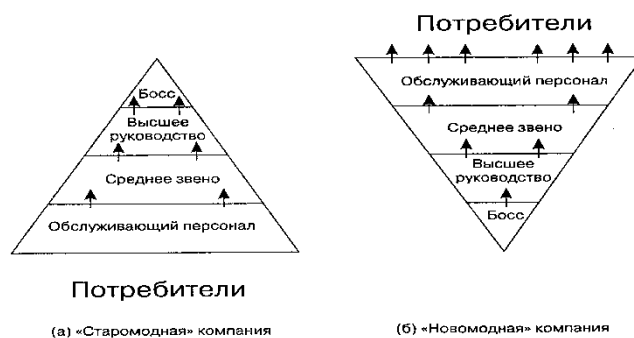 Босс
Высшее
руководство
Среднее звено
Обслуживающий персонал
Потребители
(а) «Старомодная» компания
Потребители
Обслуживающий персонал
Среднее звено
Высшее
руководство
Босс
(б) «Новомодная» компания